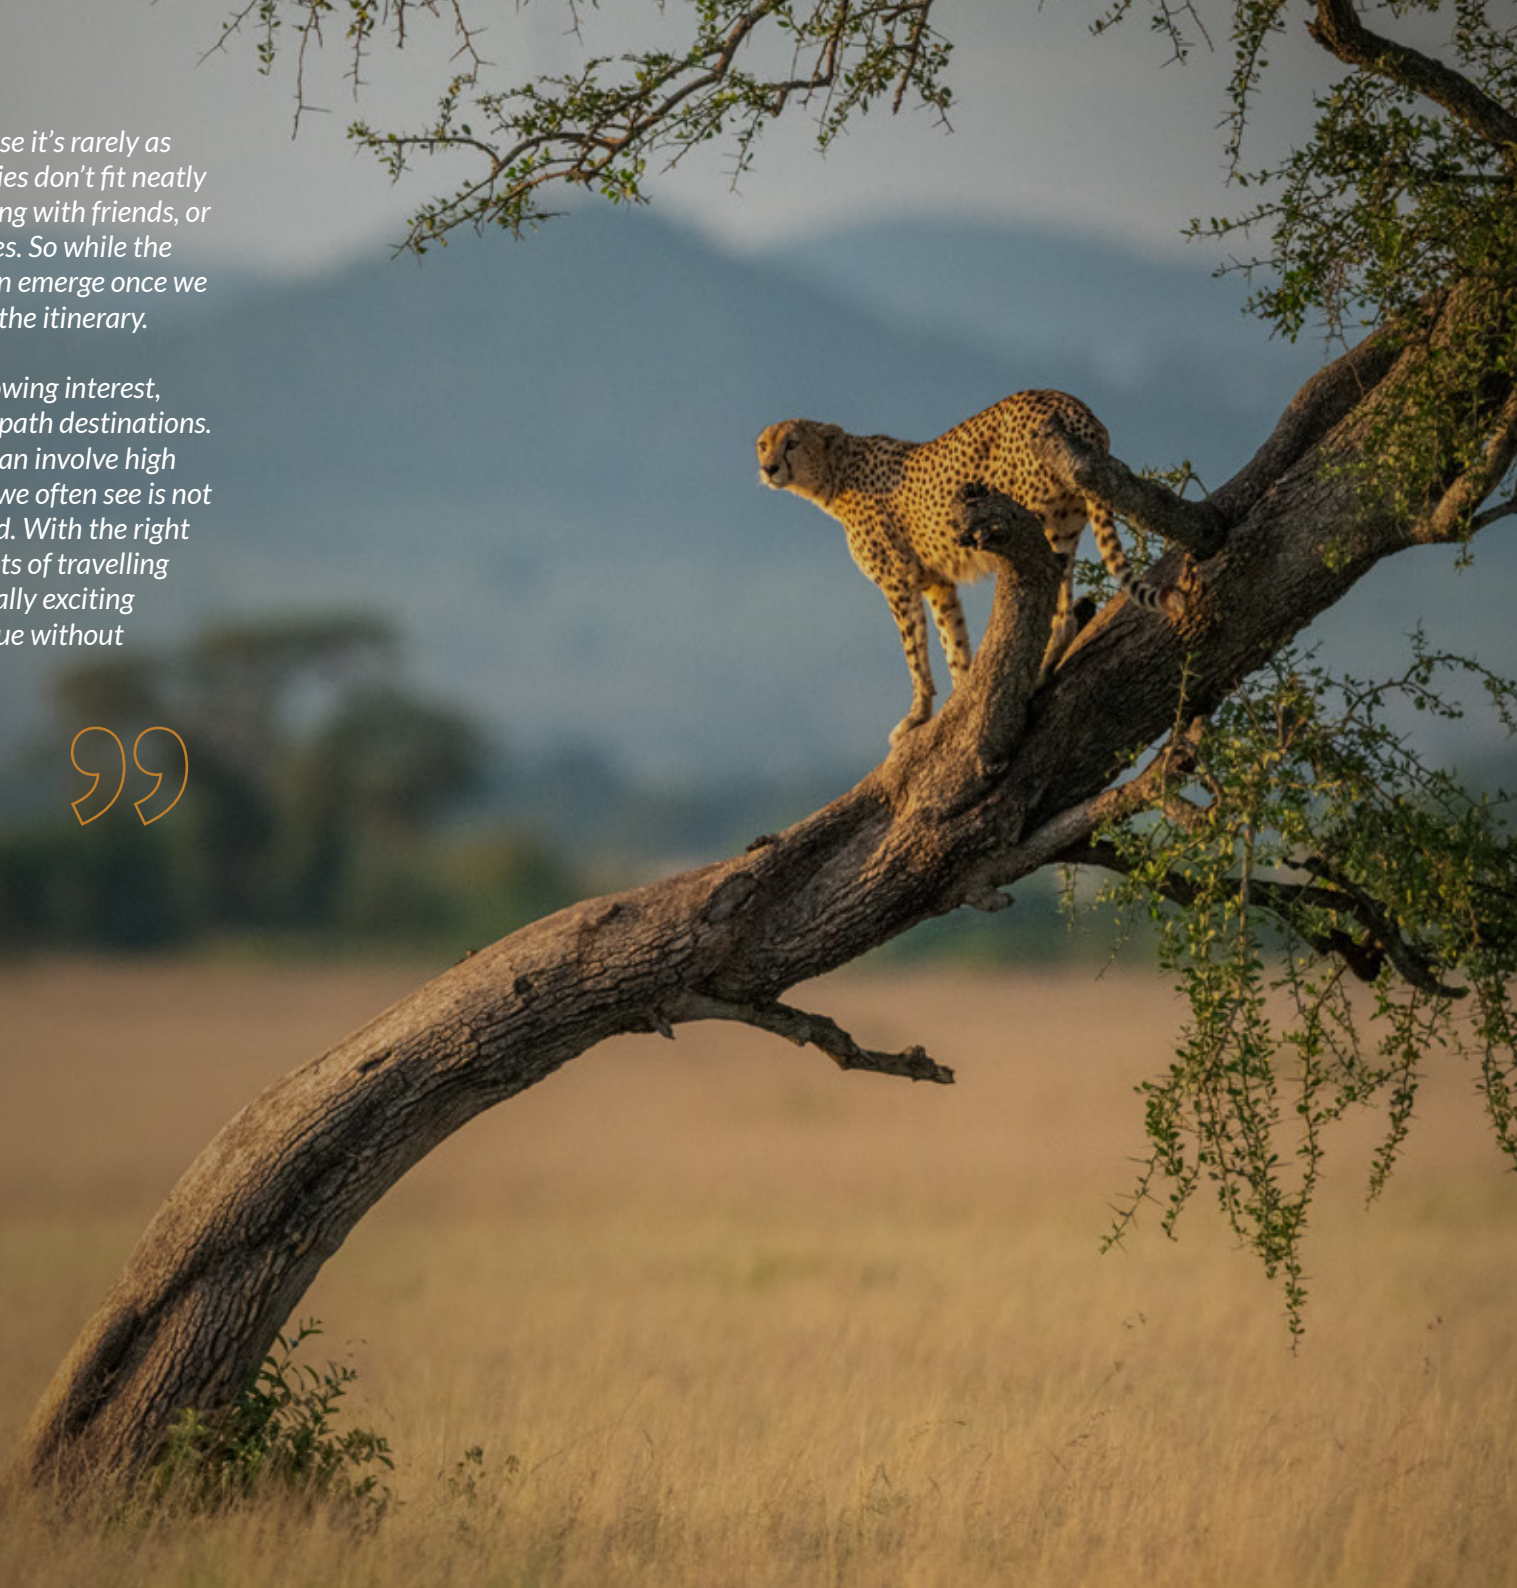 se it’s rarely as
ies don’t fit neatly
ng with friends, or
es. So while the
n emerge once we
the itinerary.
wing interest,
path destinations.
an involve high
we often see is not
d. With the right
ts of travelling
ally exciting
ue without
”